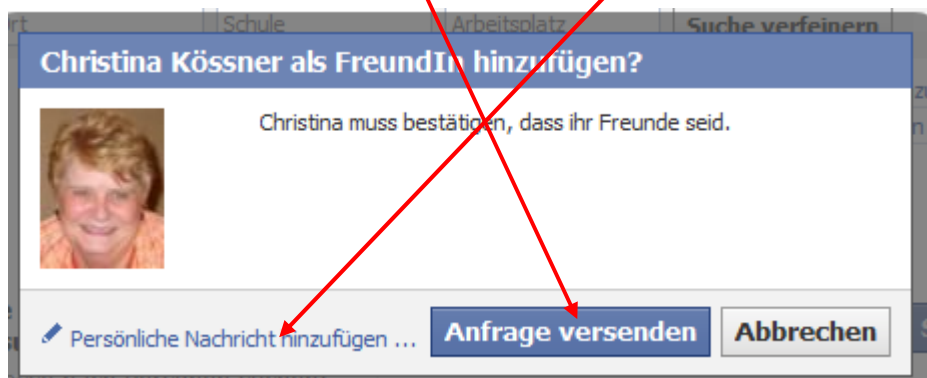 Schule Arbeitsplatz Suche verfeinern
Christina Kössner als FreundIn hinzufügen?
Christina muss bestätigen, dass ihr Freunde seid.
Persönliche Nachricht hinzufügen ... Anfrage versenden Abbrechen